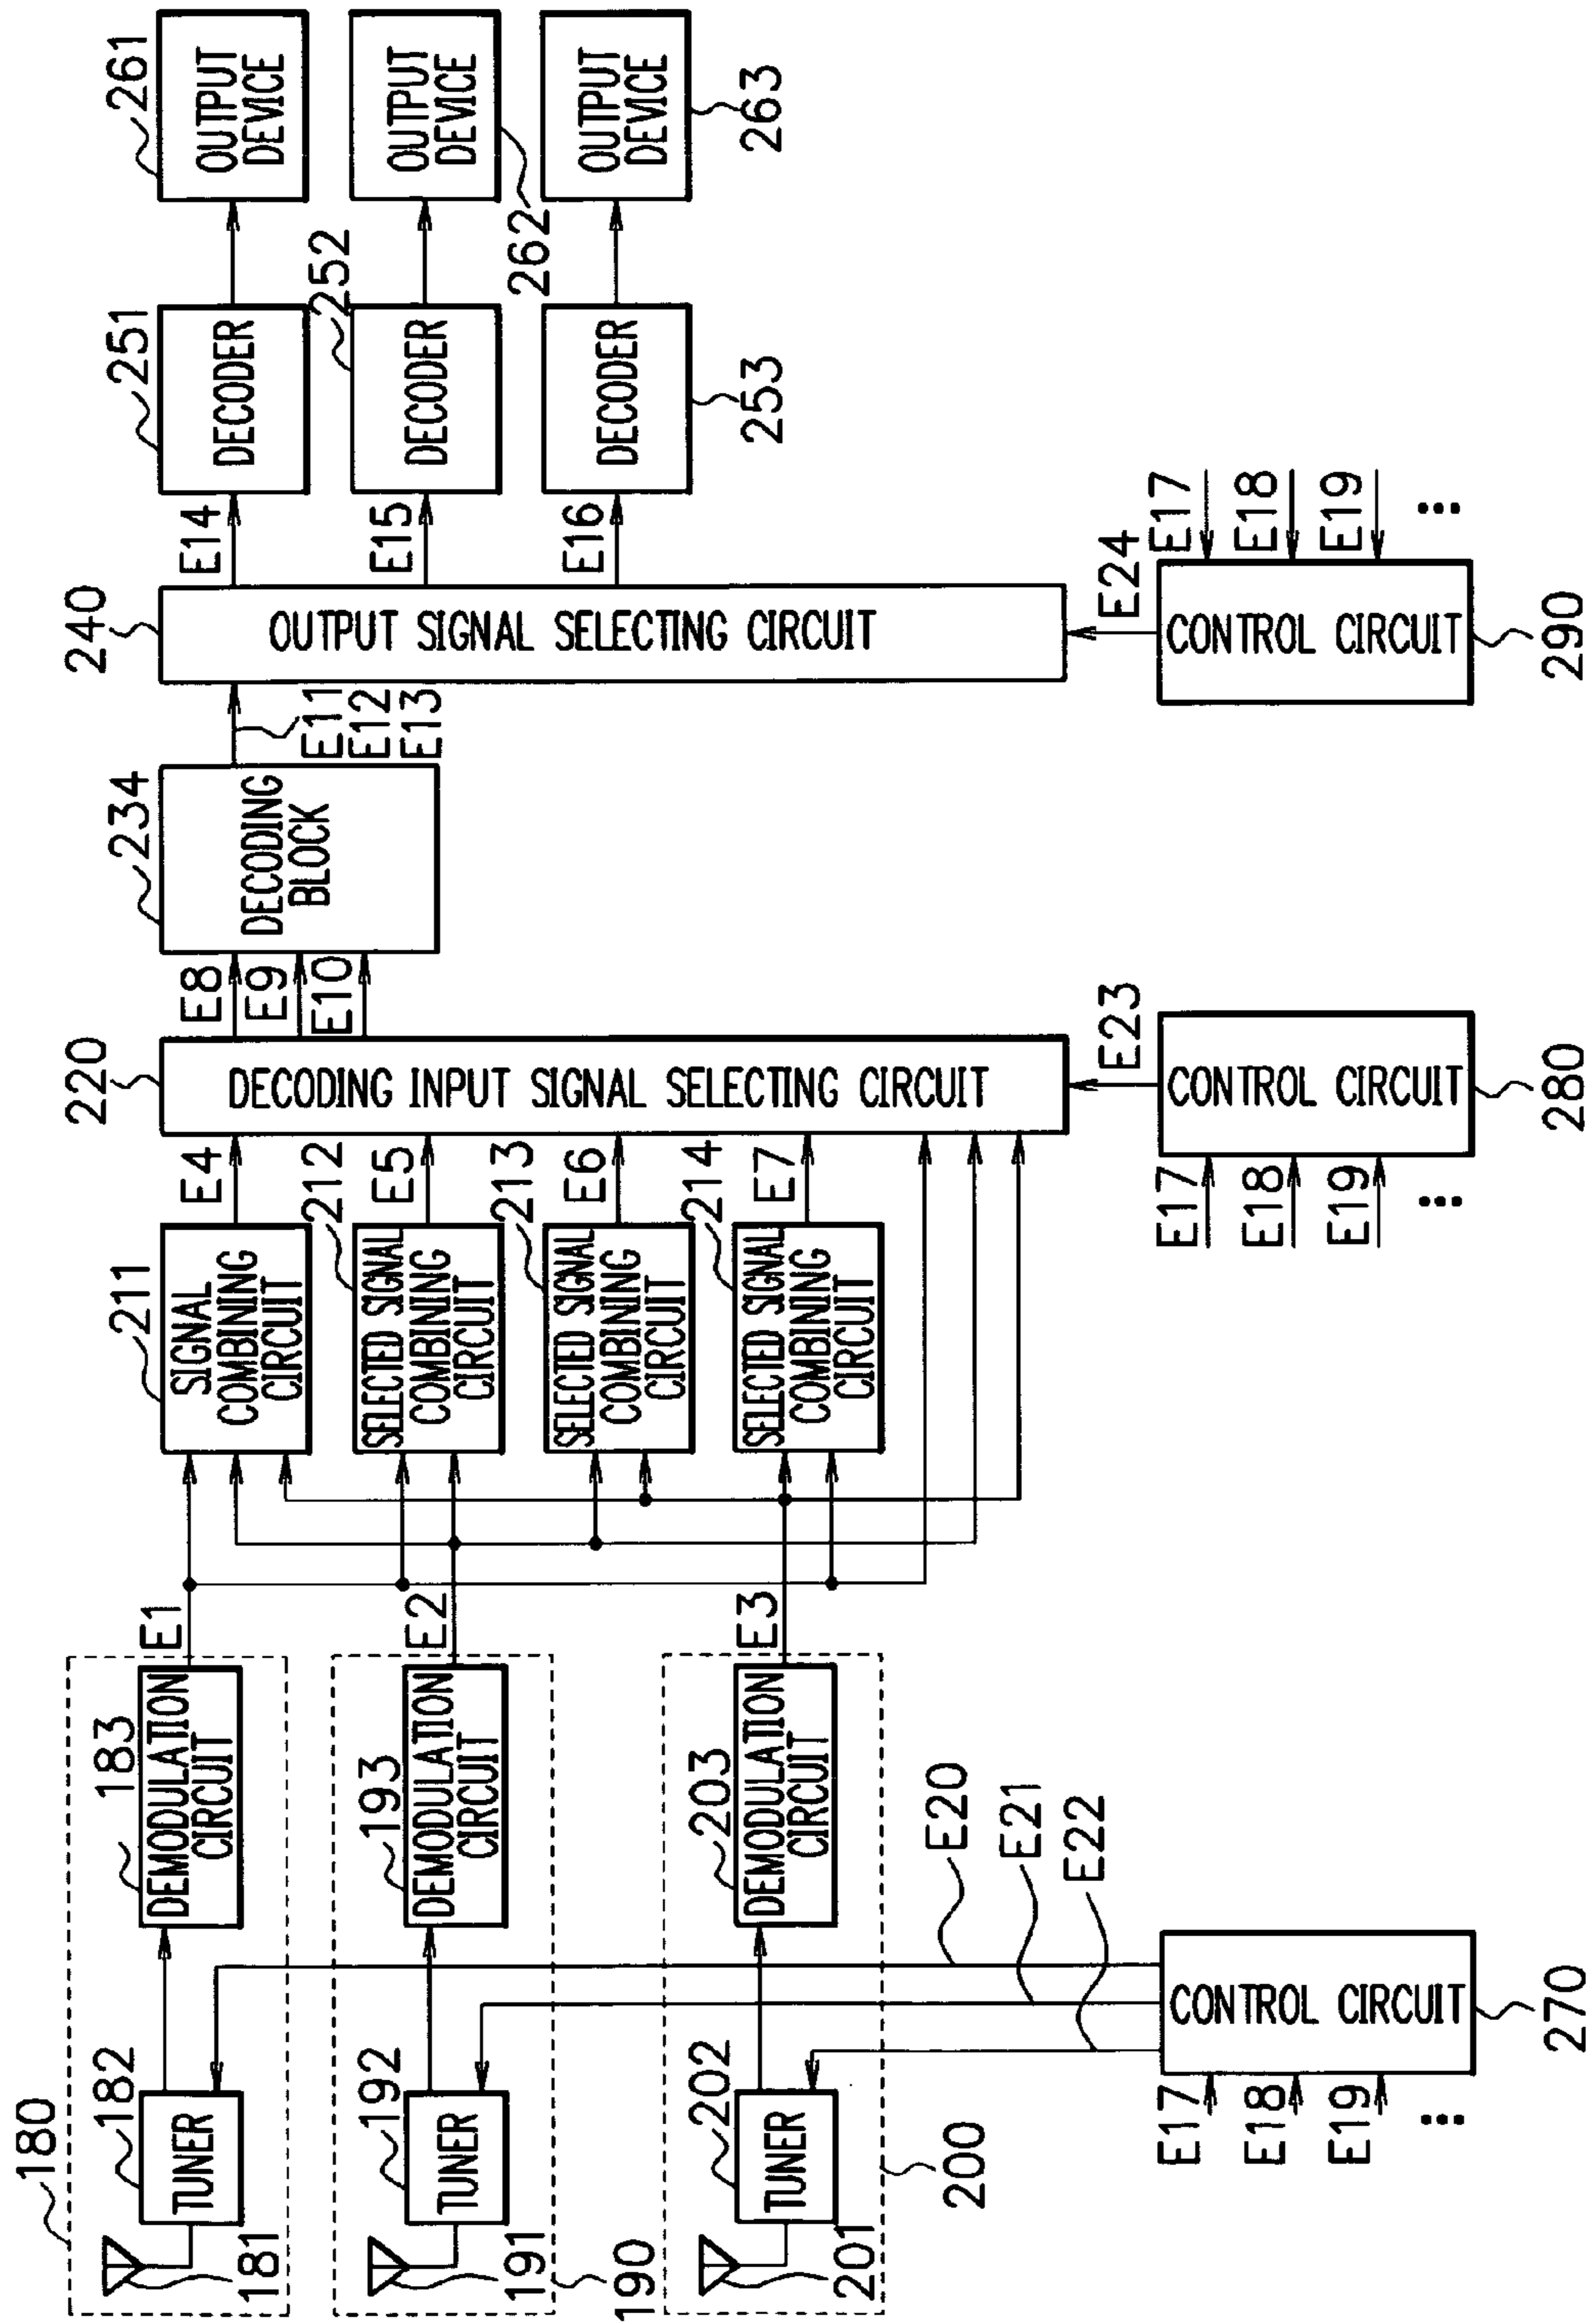 180
181
182
TUNER
183
DEMODULATION
CIRCUIT
E1
190
191
192
TUNER
193
DEMODULATION
CIRCUIT
E2
200
201
202
TUNER
203
DEMODULATION
CIRCUIT
E3
E20
E21
E22
E17
E18
E19
...
CONTROL CIRCUIT
270
211
SIGNAL
COMBINING
CIRCUIT
E4
212
SELECTED SIGNAL
COMBINING
CIRCUIT
E5
213
SELECTED SIGNAL
COMBINING
CIRCUIT
E6
214
SELECTED SIGNAL
COMBINING
CIRCUIT
E7
220
DECODING INPUT SIGNAL SELECTING CIRCUIT
E8
E9
E10
E23
E17
E18
E19
...
CONTROL CIRCUIT
280
234
DECODING
BLOCK
E11
E12
E13
240
OUTPUT SIGNAL SELECTING CIRCUIT
E14
E15
E16
E24
E17
E18
E19
...
CONTROL CIRCUIT
290
251
DECODER
252
DECODER
253
DECODER
261
OUTPUT
DEVICE
262
OUTPUT
DEVICE
263
OUTPUT
DEVICE